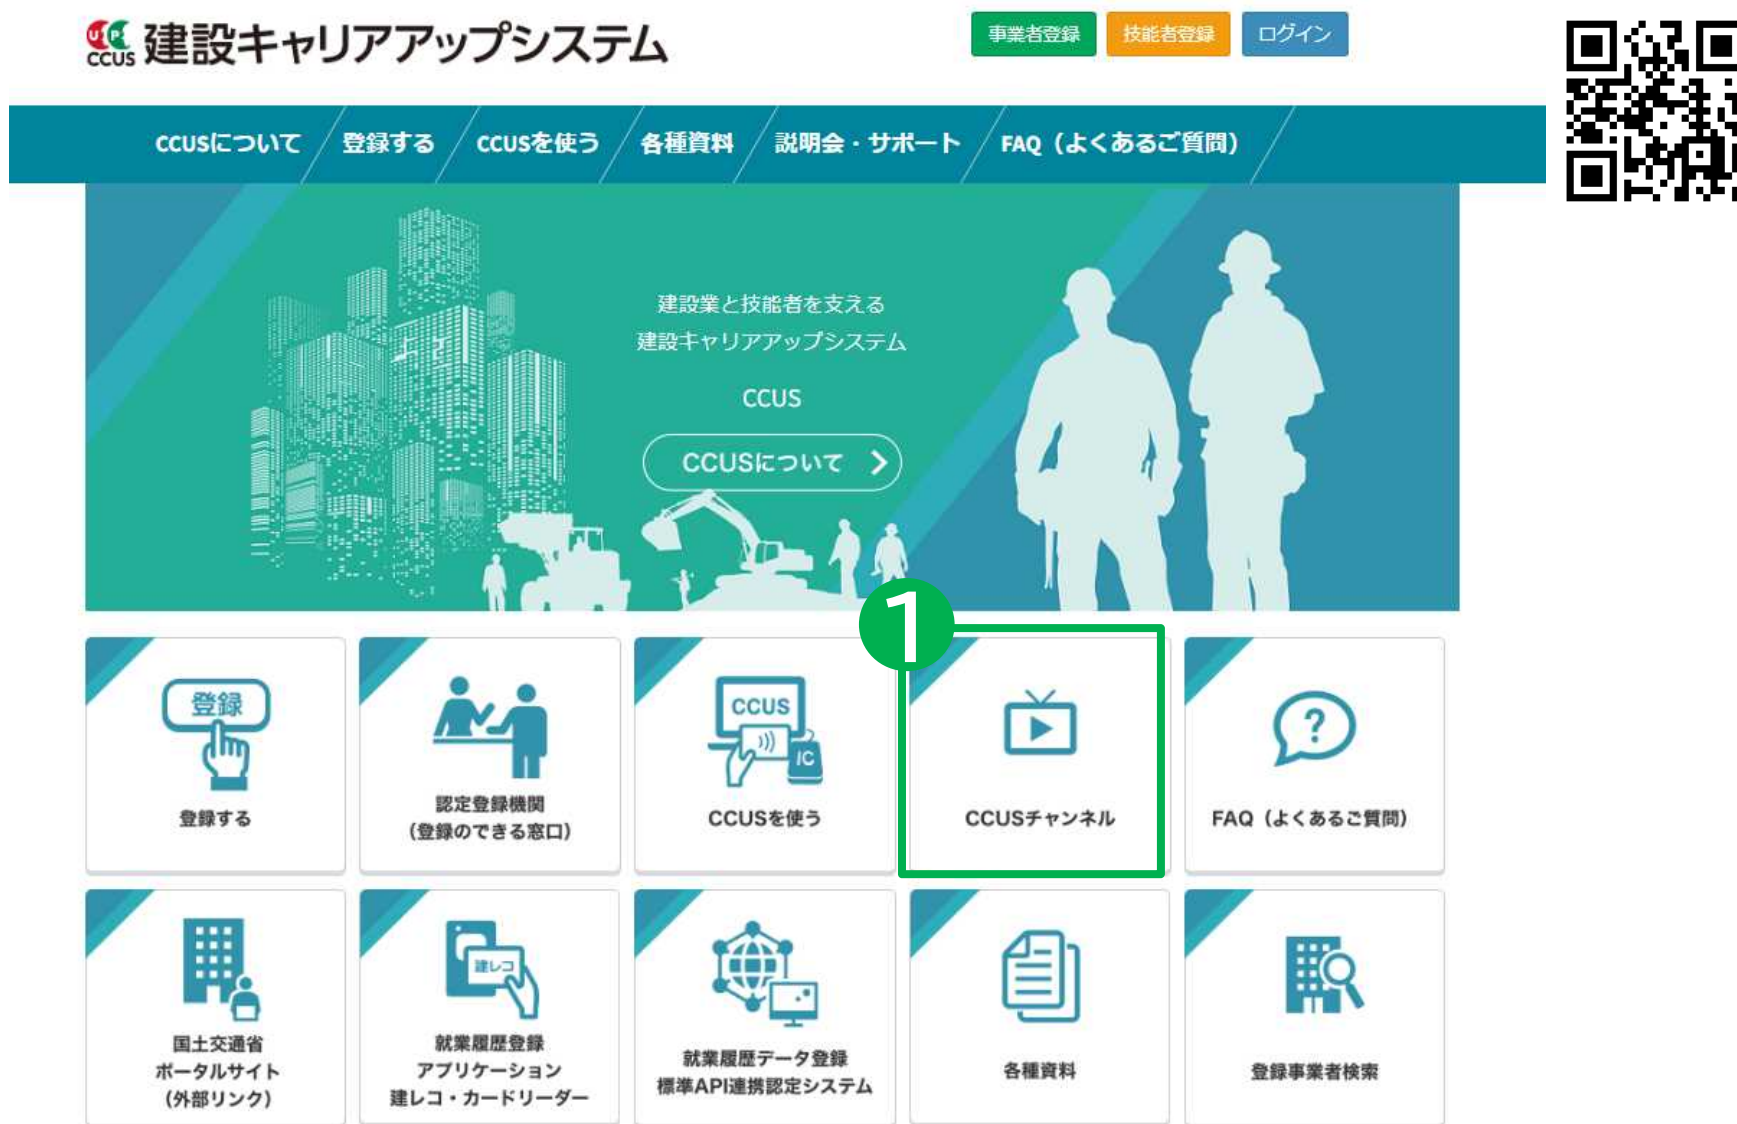 UP
CCUS
建設キャリアアップシステム
事業者登録
技能者登録
ログイン
CCUSについて
登録する
CCUSを使う
各種資料
説明会・サポート
FAQ（よくあるご質問）
建設業と技能者を支える
建設キャリアアップシステム
CCUS
CCUSについて
1
登録
登録する
認定登録機関
（登録のできる窓口）
CCUS
IC
CCUSを使う
CCUSチャンネル
?
FAQ（よくあるご質問）
国土交通省
ポータルサイト
（外部リンク）
建レコ
就業履歴登録
アプリケーション
建レコ・カードリーダー
就業履歴データ登録
標準API連携認定システム
各種資料
登録事業者検索